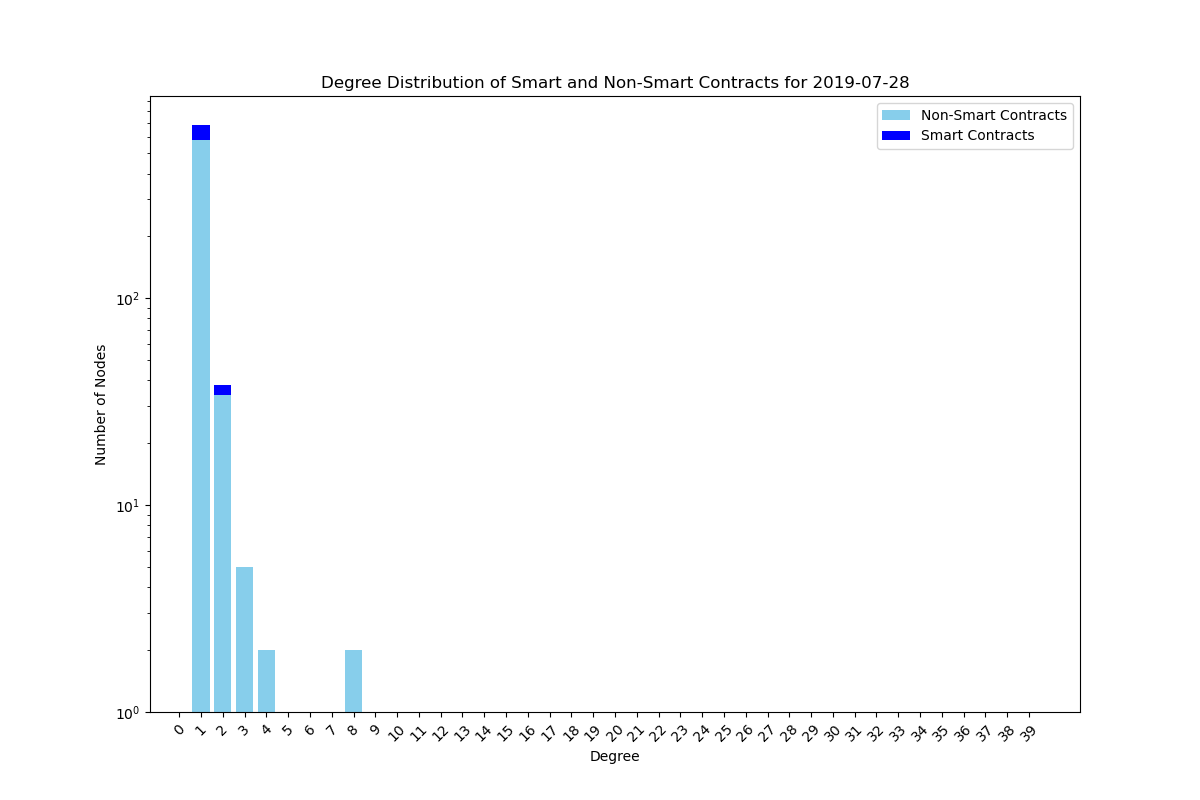 Degree Distribution of Smart and Non-Smart Contracts for 2019-07-28
Non-Smart Contracts
Smart Contracts
Number of Nodes
10²
10¹
10⁰
0 1 2 3 4 5 6 7 8 9 10 11 12 13 14 15 16 17 18 19 20 21 22 23 24 25 26 27 28 29 30 31 32 33 34 35 36 37 38 39
Degree